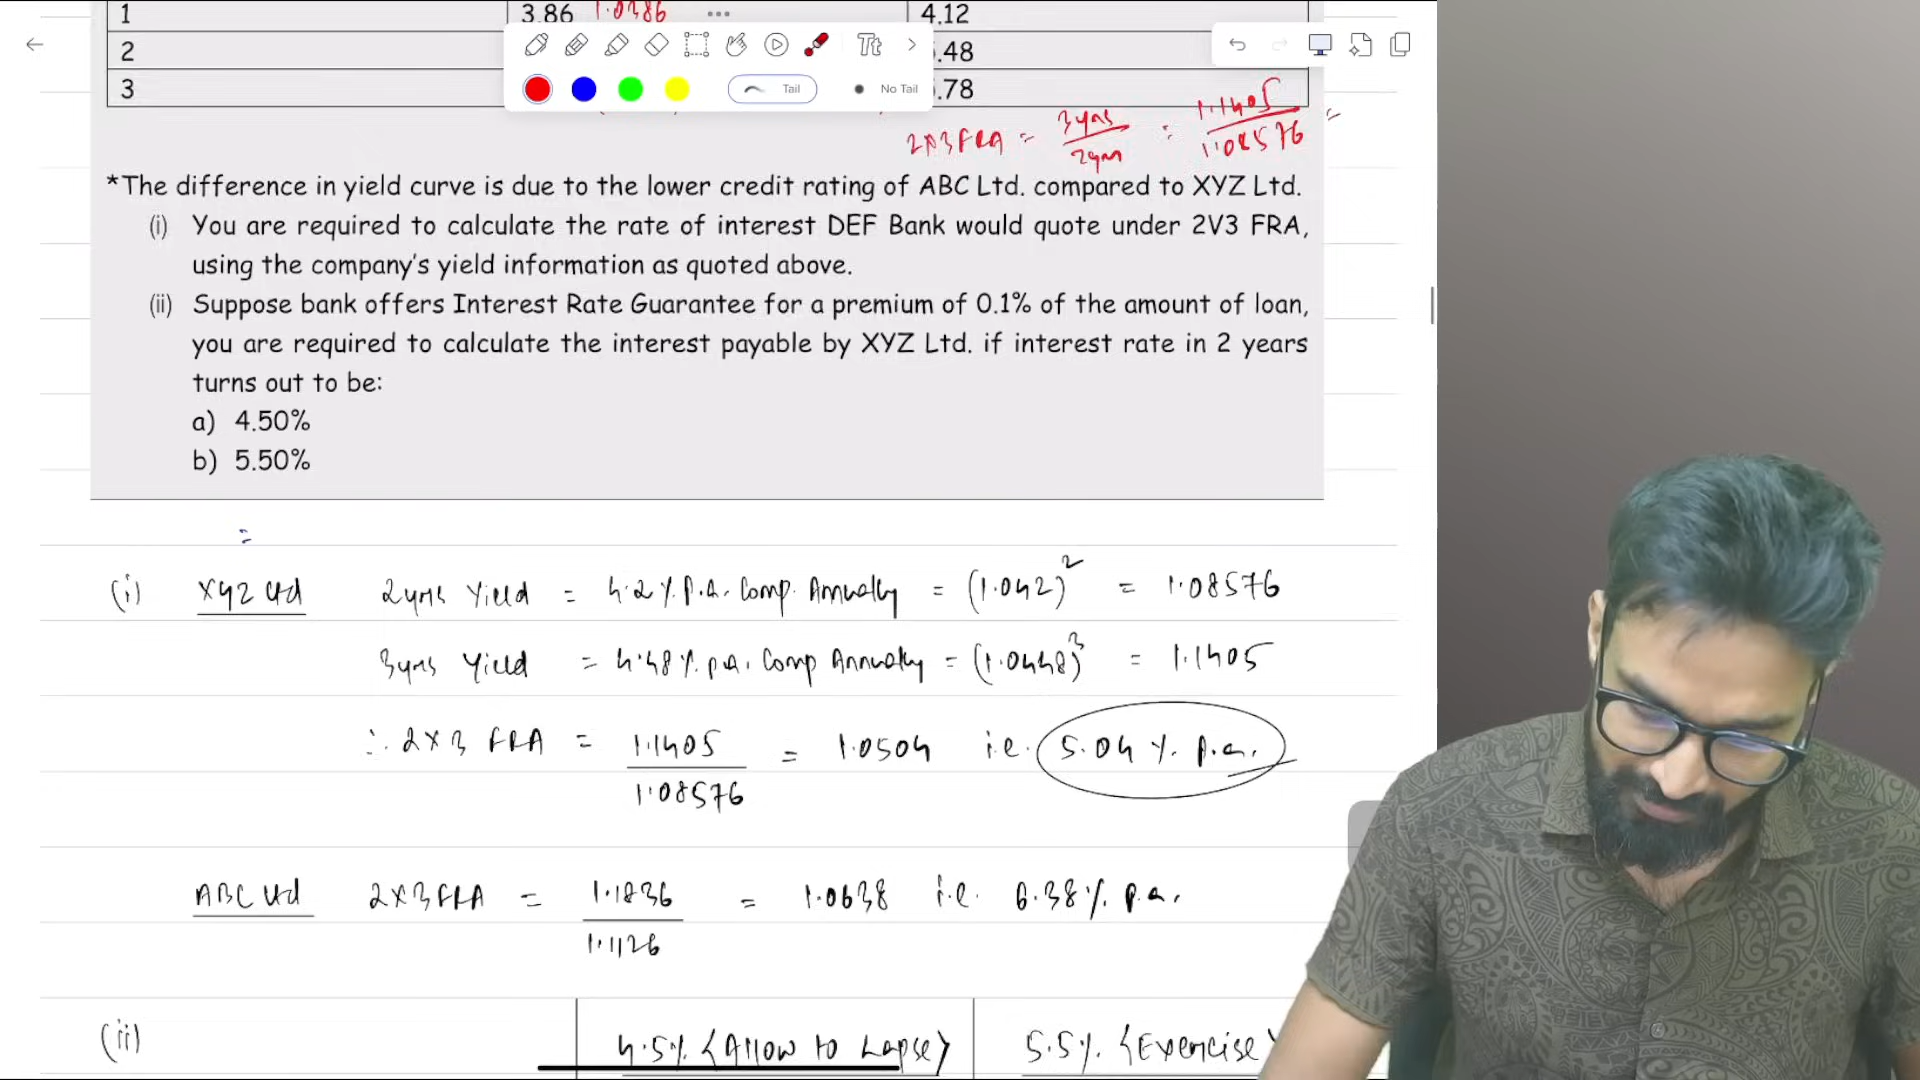 1 3.86 1.0386 4.12
2 .48
3 .78
Tt
Tail No Tail
2x3 FRA = 3yrs / 2yrs = 1.1405 / 1.08576 =
*The difference in yield curve is due to the lower credit rating of ABC Ltd. compared to XYZ Ltd.
(i) You are required to calculate the rate of interest DEF Bank would quote under 2V3 FRA,
using the company's yield information as quoted above.
(ii) Suppose bank offers Interest Rate Guarantee for a premium of 0.1% of the amount of loan,
you are required to calculate the interest payable by XYZ Ltd. if interest rate in 2 years
turns out to be:
a) 4.50%
b) 5.50%
=
(i) XYZ Ltd 2yrs Yield = 4.2% p.a. Comp. Annually = (1.042)² = 1.08576
3yrs Yield = 4.48% p.a. Comp Annually = (1.0448)³ = 1.1405
∴ 2x3 FRA = 1.1405 / 1.08576 = 1.0504 i.e. 5.04% p.a.
ABC Ltd 2x3 FRA = 1.1836 / 1.1126 = 1.0638 i.e. 6.38% p.a.
(ii) 4.5% {Allow to Lapse} 5.5% {Exercise}